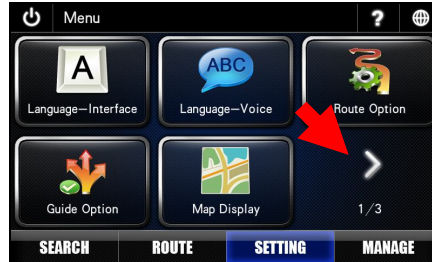 Menu ?
A ABC
Language-Interface Language-Voice Route Option
Guide Option Map Display 1/3
SEARCH ROUTE SETTING MANAGE